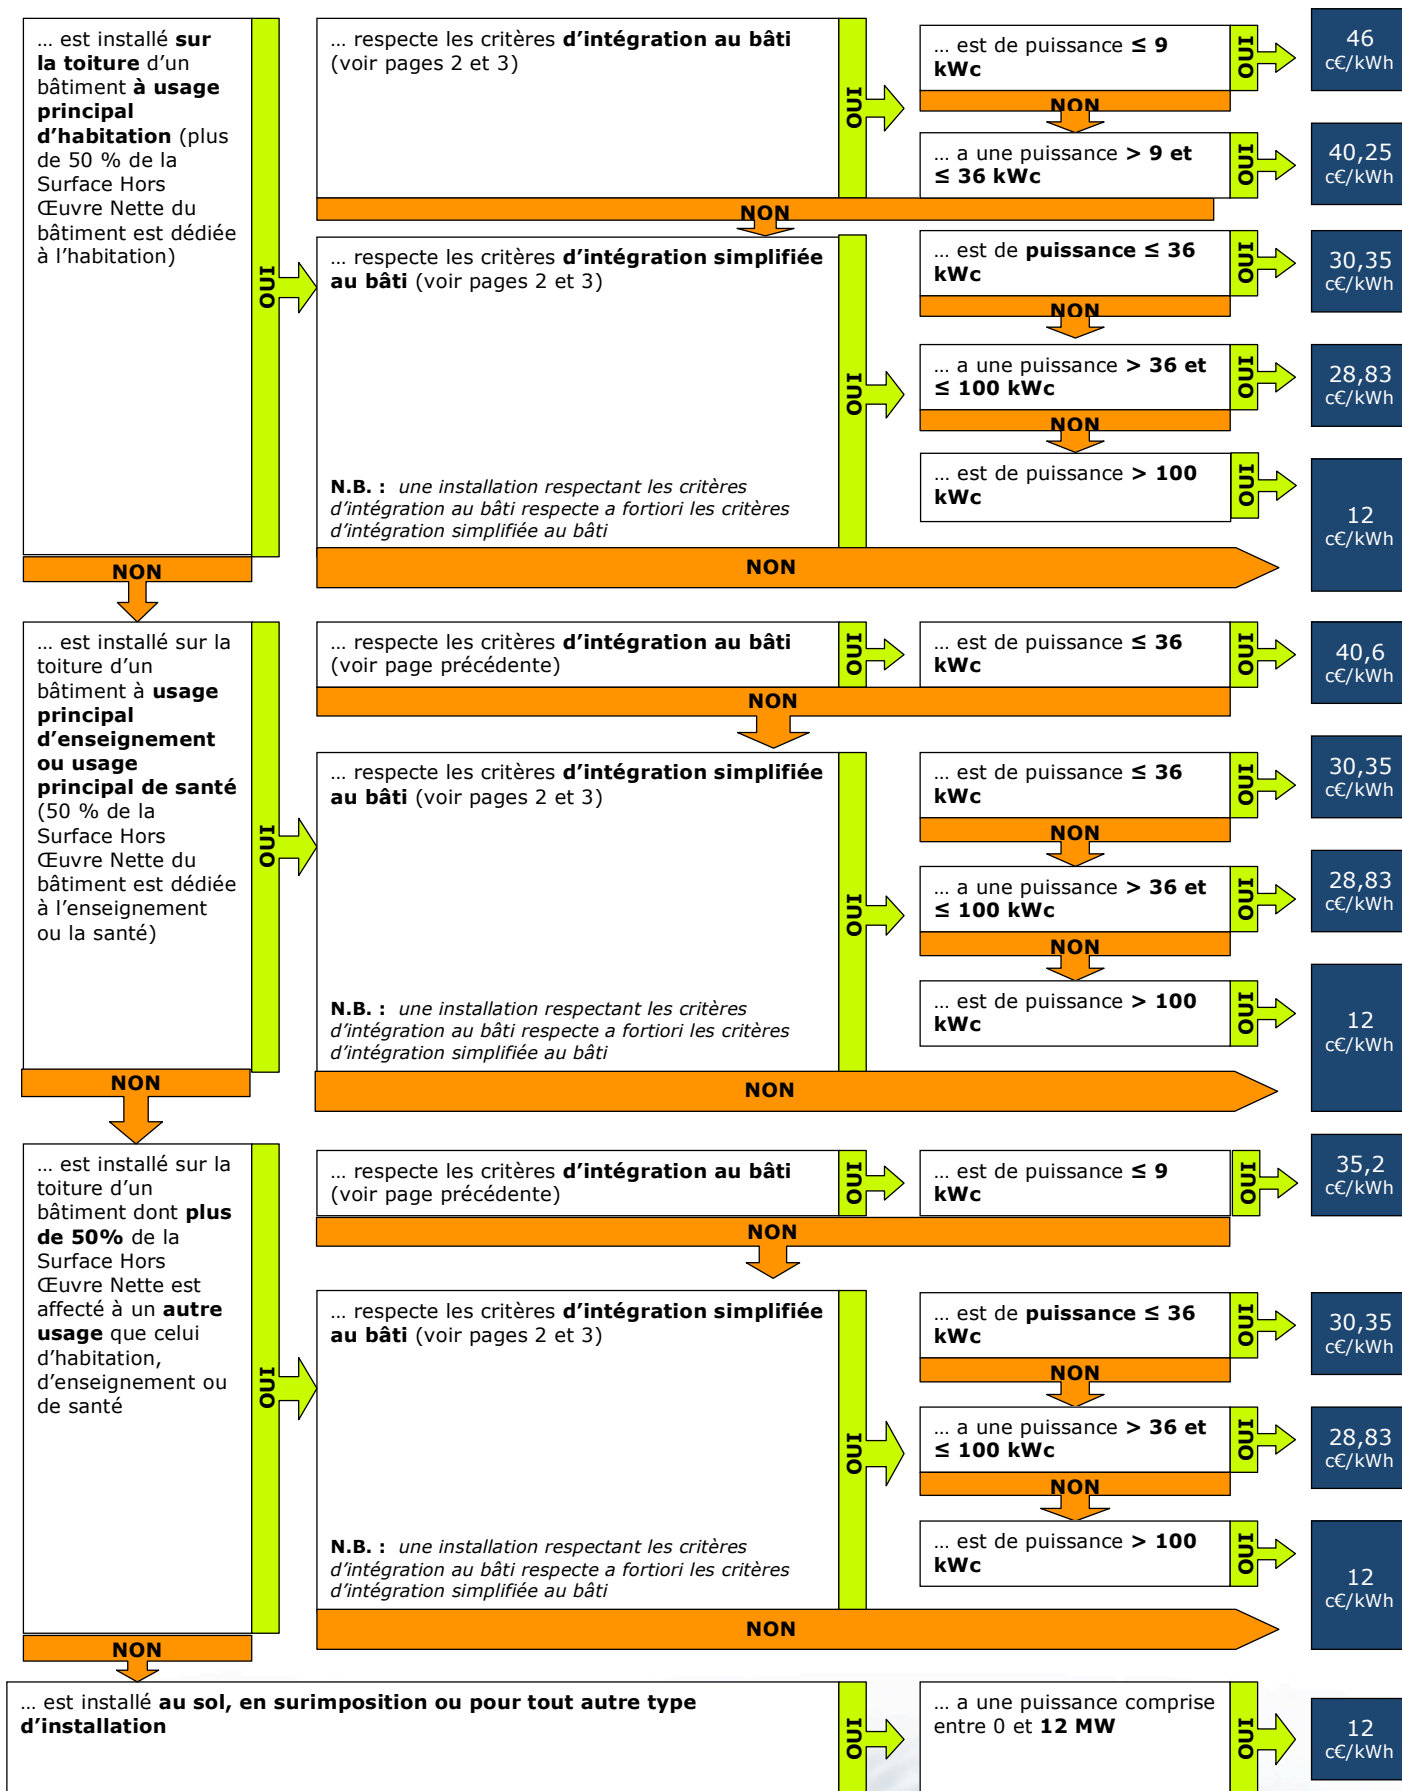 … est installé sur
la toiture d’un
bâtiment à usage
principal
d’habitation (plus
de 50 % de la
Surface Hors
Œuvre Nette du
bâtiment est dédiée
à l’habitation)
OUI
NON
… respecte les critères d’intégration au bâti
(voir pages 2 et 3)
OUI
… est de puissance ≤ 9
kWc
OUI
46
c€/kWh
NON
… a une puissance > 9 et
≤ 36 kWc
OUI
40,25
c€/kWh
NON
… respecte les critères d’intégration simplifiée
au bâti (voir pages 2 et 3)
N.B. : une installation respectant les critères
d’intégration au bâti respecte a fortiori les critères
d’intégration simplifiée au bâti
OUI
… est de puissance ≤ 36
kWc
OUI
30,35
c€/kWh
NON
… a une puissance > 36 et
≤ 100 kWc
OUI
28,83
c€/kWh
NON
… est de puissance > 100
kWc
OUI
12
c€/kWh
NON
… est installé sur la
toiture d’un
bâtiment à usage
principal
d’enseignement
ou usage
principal de santé
(50 % de la
Surface Hors
Œuvre Nette du
bâtiment est dédiée
à l’enseignement
ou la santé)
OUI
NON
… respecte les critères d’intégration au bâti
(voir page précédente)
OUI
… est de puissance ≤ 36
kWc
OUI
40,6
c€/kWh
NON
… respecte les critères d’intégration simplifiée
au bâti (voir pages 2 et 3)
N.B. : une installation respectant les critères
d’intégration au bâti respecte a fortiori les critères
d’intégration simplifiée au bâti
OUI
… est de puissance ≤ 36
kWc
OUI
30,35
c€/kWh
NON
… a une puissance > 36 et
≤ 100 kWc
OUI
28,83
c€/kWh
NON
… est de puissance > 100
kWc
OUI
12
c€/kWh
NON
… est installé sur la
toiture d’un
bâtiment dont plus
de 50% de la
Surface Hors
Œuvre Nette est
affecté à un autre
usage que celui
d’habitation,
d’enseignement ou
de santé
OUI
NON
… respecte les critères d’intégration au bâti
(voir page précédente)
OUI
… est de puissance ≤ 9
kWc
OUI
35,2
c€/kWh
NON
… respecte les critères d’intégration simplifiée
au bâti (voir pages 2 et 3)
N.B. : une installation respectant les critères
d’intégration au bâti respecte a fortiori les critères
d’intégration simplifiée au bâti
OUI
… est de puissance ≤ 36
kWc
OUI
30,35
c€/kWh
NON
… a une puissance > 36 et
≤ 100 kWc
OUI
28,83
c€/kWh
NON
… est de puissance > 100
kWc
OUI
12
c€/kWh
NON
… est installé au sol, en surimposition ou pour tout autre type
d’installation
OUI
… a une puissance comprise
entre 0 et 12 MW
OUI
12
c€/kWh